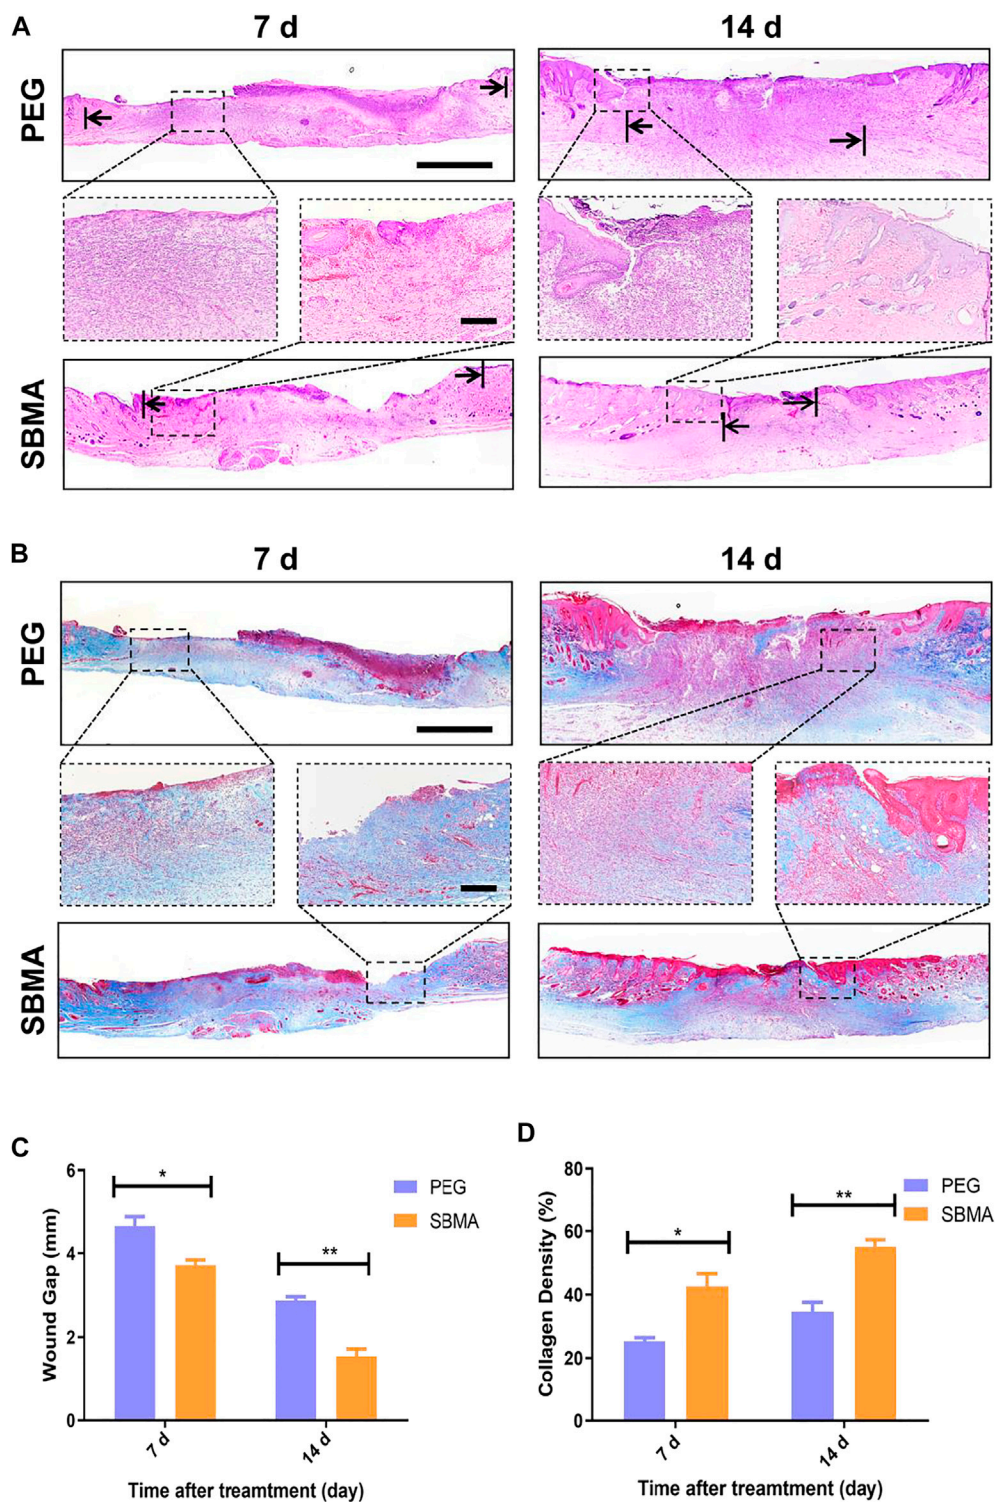 A
7 d
14 d
PEG
SBMA
B
7 d
14 d
PEG
SBMA
C
6
4
2
0
Wound Gap (mm)
*
**
PEG
SBMA
7 d
14 d
Time after treamtment (day)
D
80
60
40
20
0
Collagen Density (%)
*
**
PEG
SBMA
7 d
14 d
Time after treamtment (day)